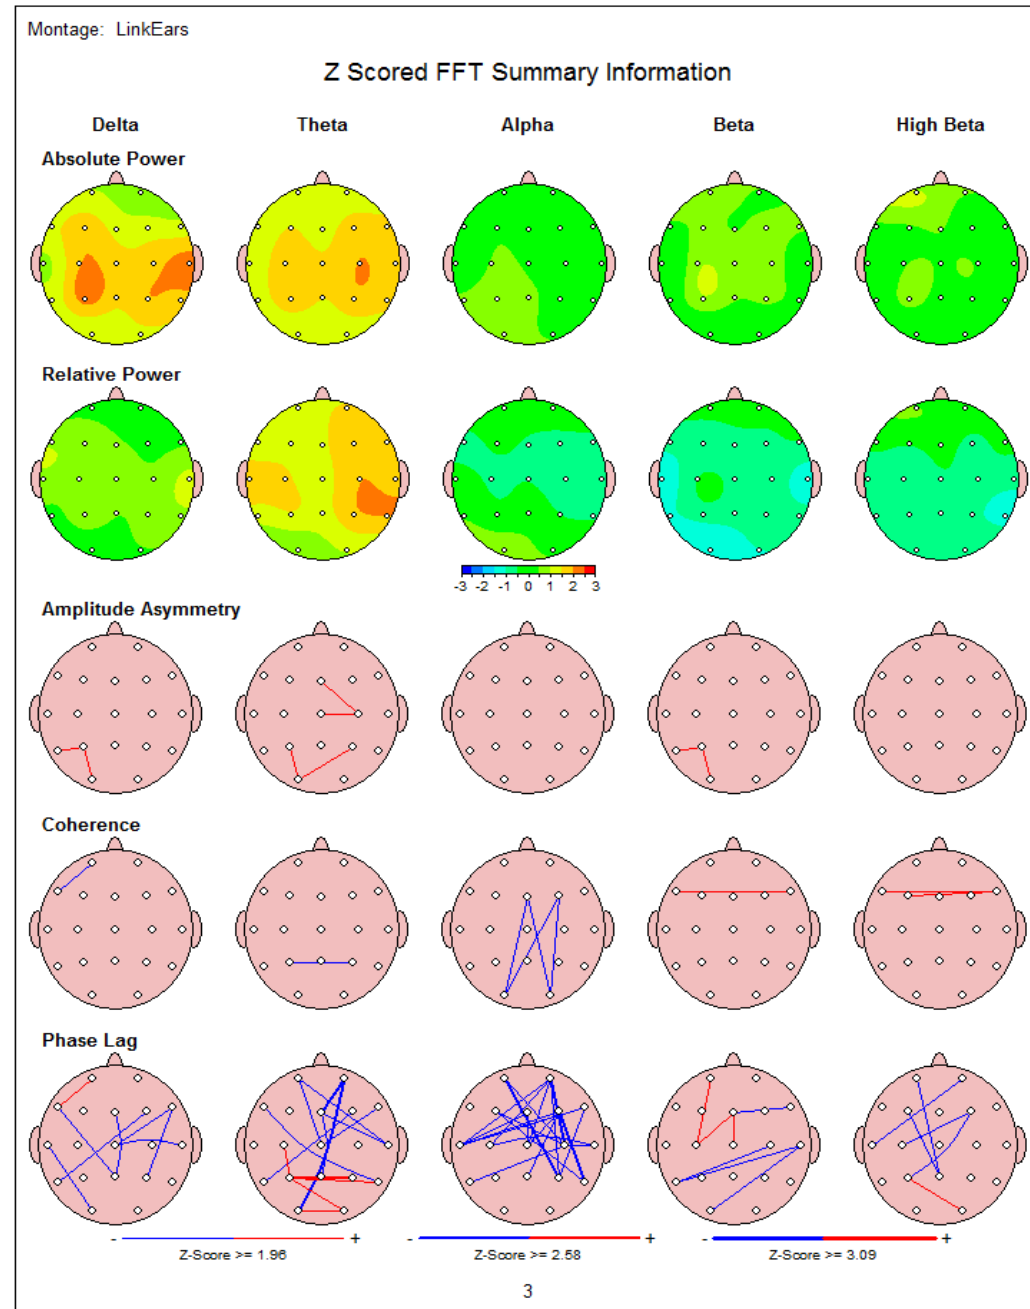 Montage: LinkEars
Z Scored FFT Summary Information
Delta Theta Alpha Beta High Beta
Absolute Power
Relative Power
-3 -2 -1 0 1 2 3
Amplitude Asymmetry
Coherence
Phase Lag
- + - + - +
Z-Score >= 1.96 Z-Score >= 2.58 Z-Score >= 3.09
3